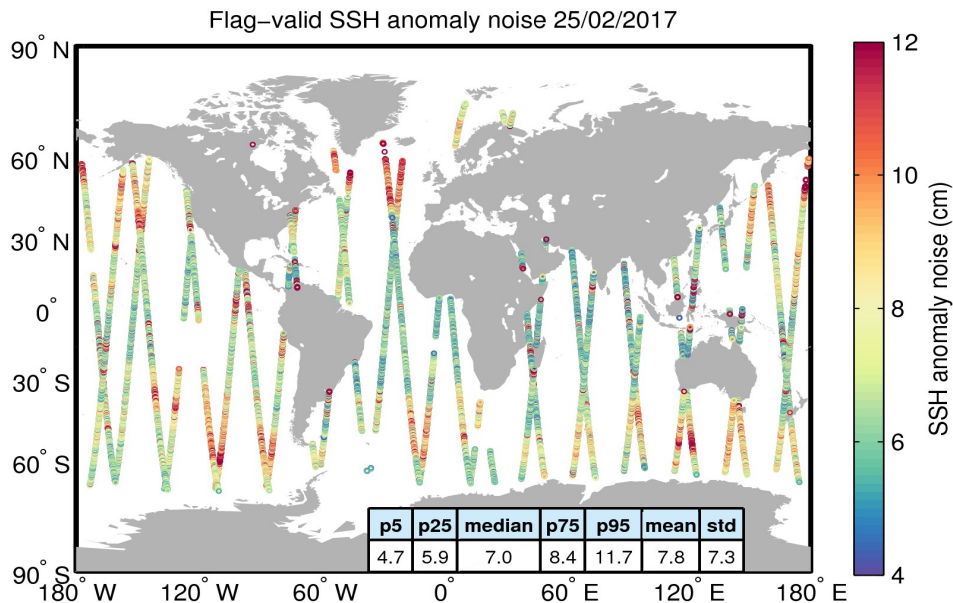 Flag−valid SSH anomaly noise 25/02/2017
90° N
60° N
30° N
0°
30° S
60° S
90° S
180° W
120° W
60° W
0°
60° E
120° E
180° E
p5 p25 median p75 p95 mean std
4.7 5.9 7.0 8.4 11.7 7.8 7.3
12
10
8
6
4
SSH anomaly noise (cm)